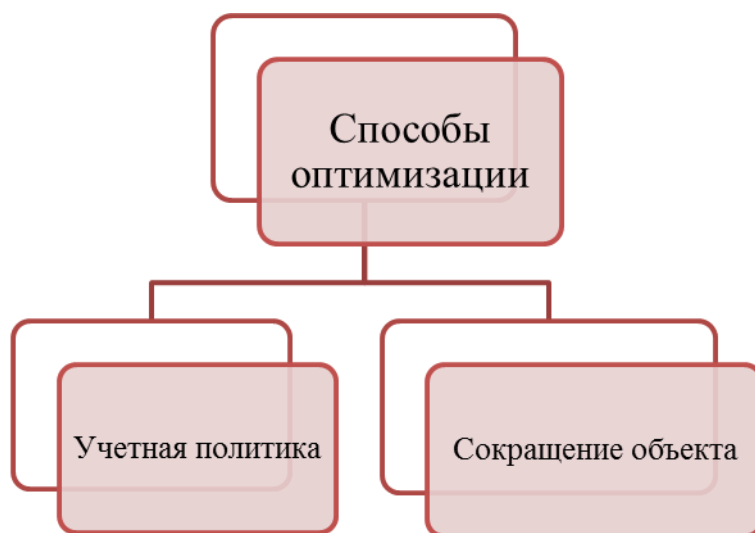 Способы
оптимизации
Учетная политика
Сокращение объекта